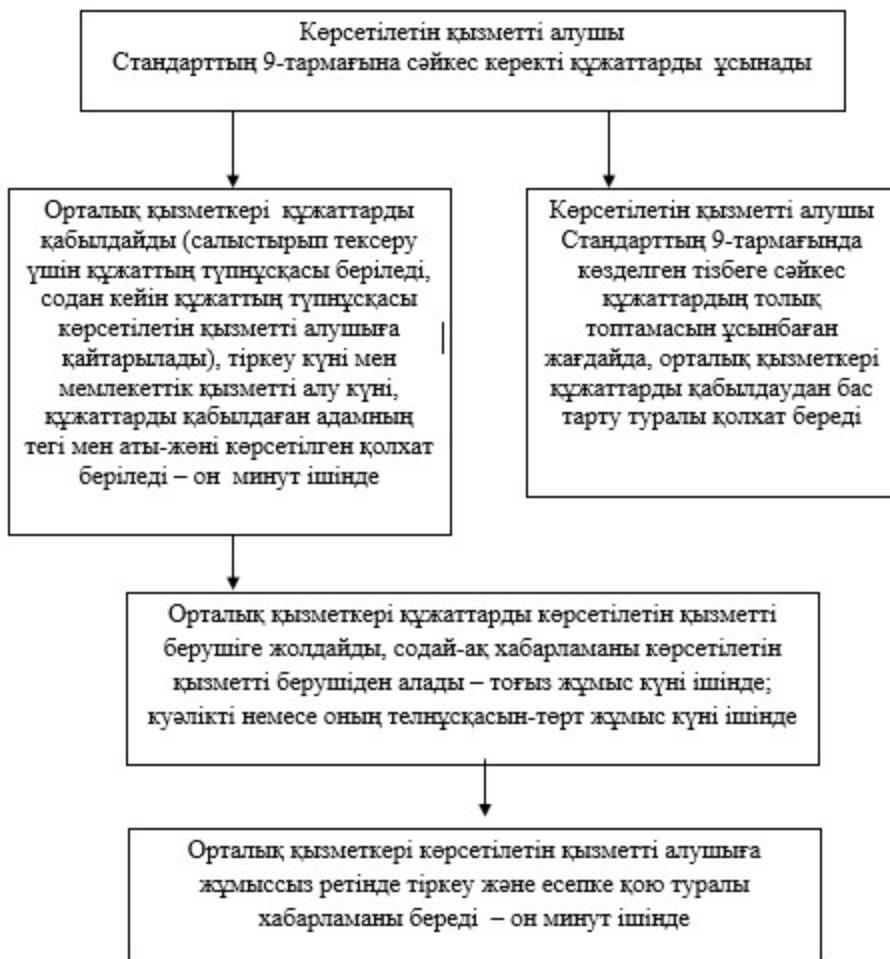 Көрсетілетін қызметті алушы
Стандарттың 9-тармағына сәйкес керекті құжаттарды ұсынады
Орталық қызметкері құжаттарды
қабылдайды (салыстырып тексеру
үшін құжаттың түпнұсқасы беріледі,
содан кейін құжаттың түпнұсқасы
көрсетілетін қызметті алушыға
қайтарылады), тіркеу күні мен
мемлекеттік қызметті алу күні,
құжаттарды қабылдаған адамның
тегі мен аты-жөні көрсетілген қолхат
беріледі – он минут ішінде
Көрсетілетін қызметті алушы
Стандарттың 9-тармағында
көзделген тізбеге сәйкес
құжаттардың толық
топтамасын ұсынбаған
жағдайда, орталық қызметкері
құжаттарды қабылдаудан бас
тарту туралы қолхат береді
Орталық қызметкері құжаттарды көрсетілетін қызметті
берушіге жолдайды, содай-ақ хабарламаны көрсетілетін
қызметті берушіден алады – тоғыз жұмыс күні ішінде;
куәлікті немесе оның телнұсқасын-төрт жұмыс күні ішінде
Орталық қызметкері көрсетілетін қызметті алушыға
жұмыссыз ретінде тіркеу және есепке қою туралы
хабарламаны береді – он минут ішінде